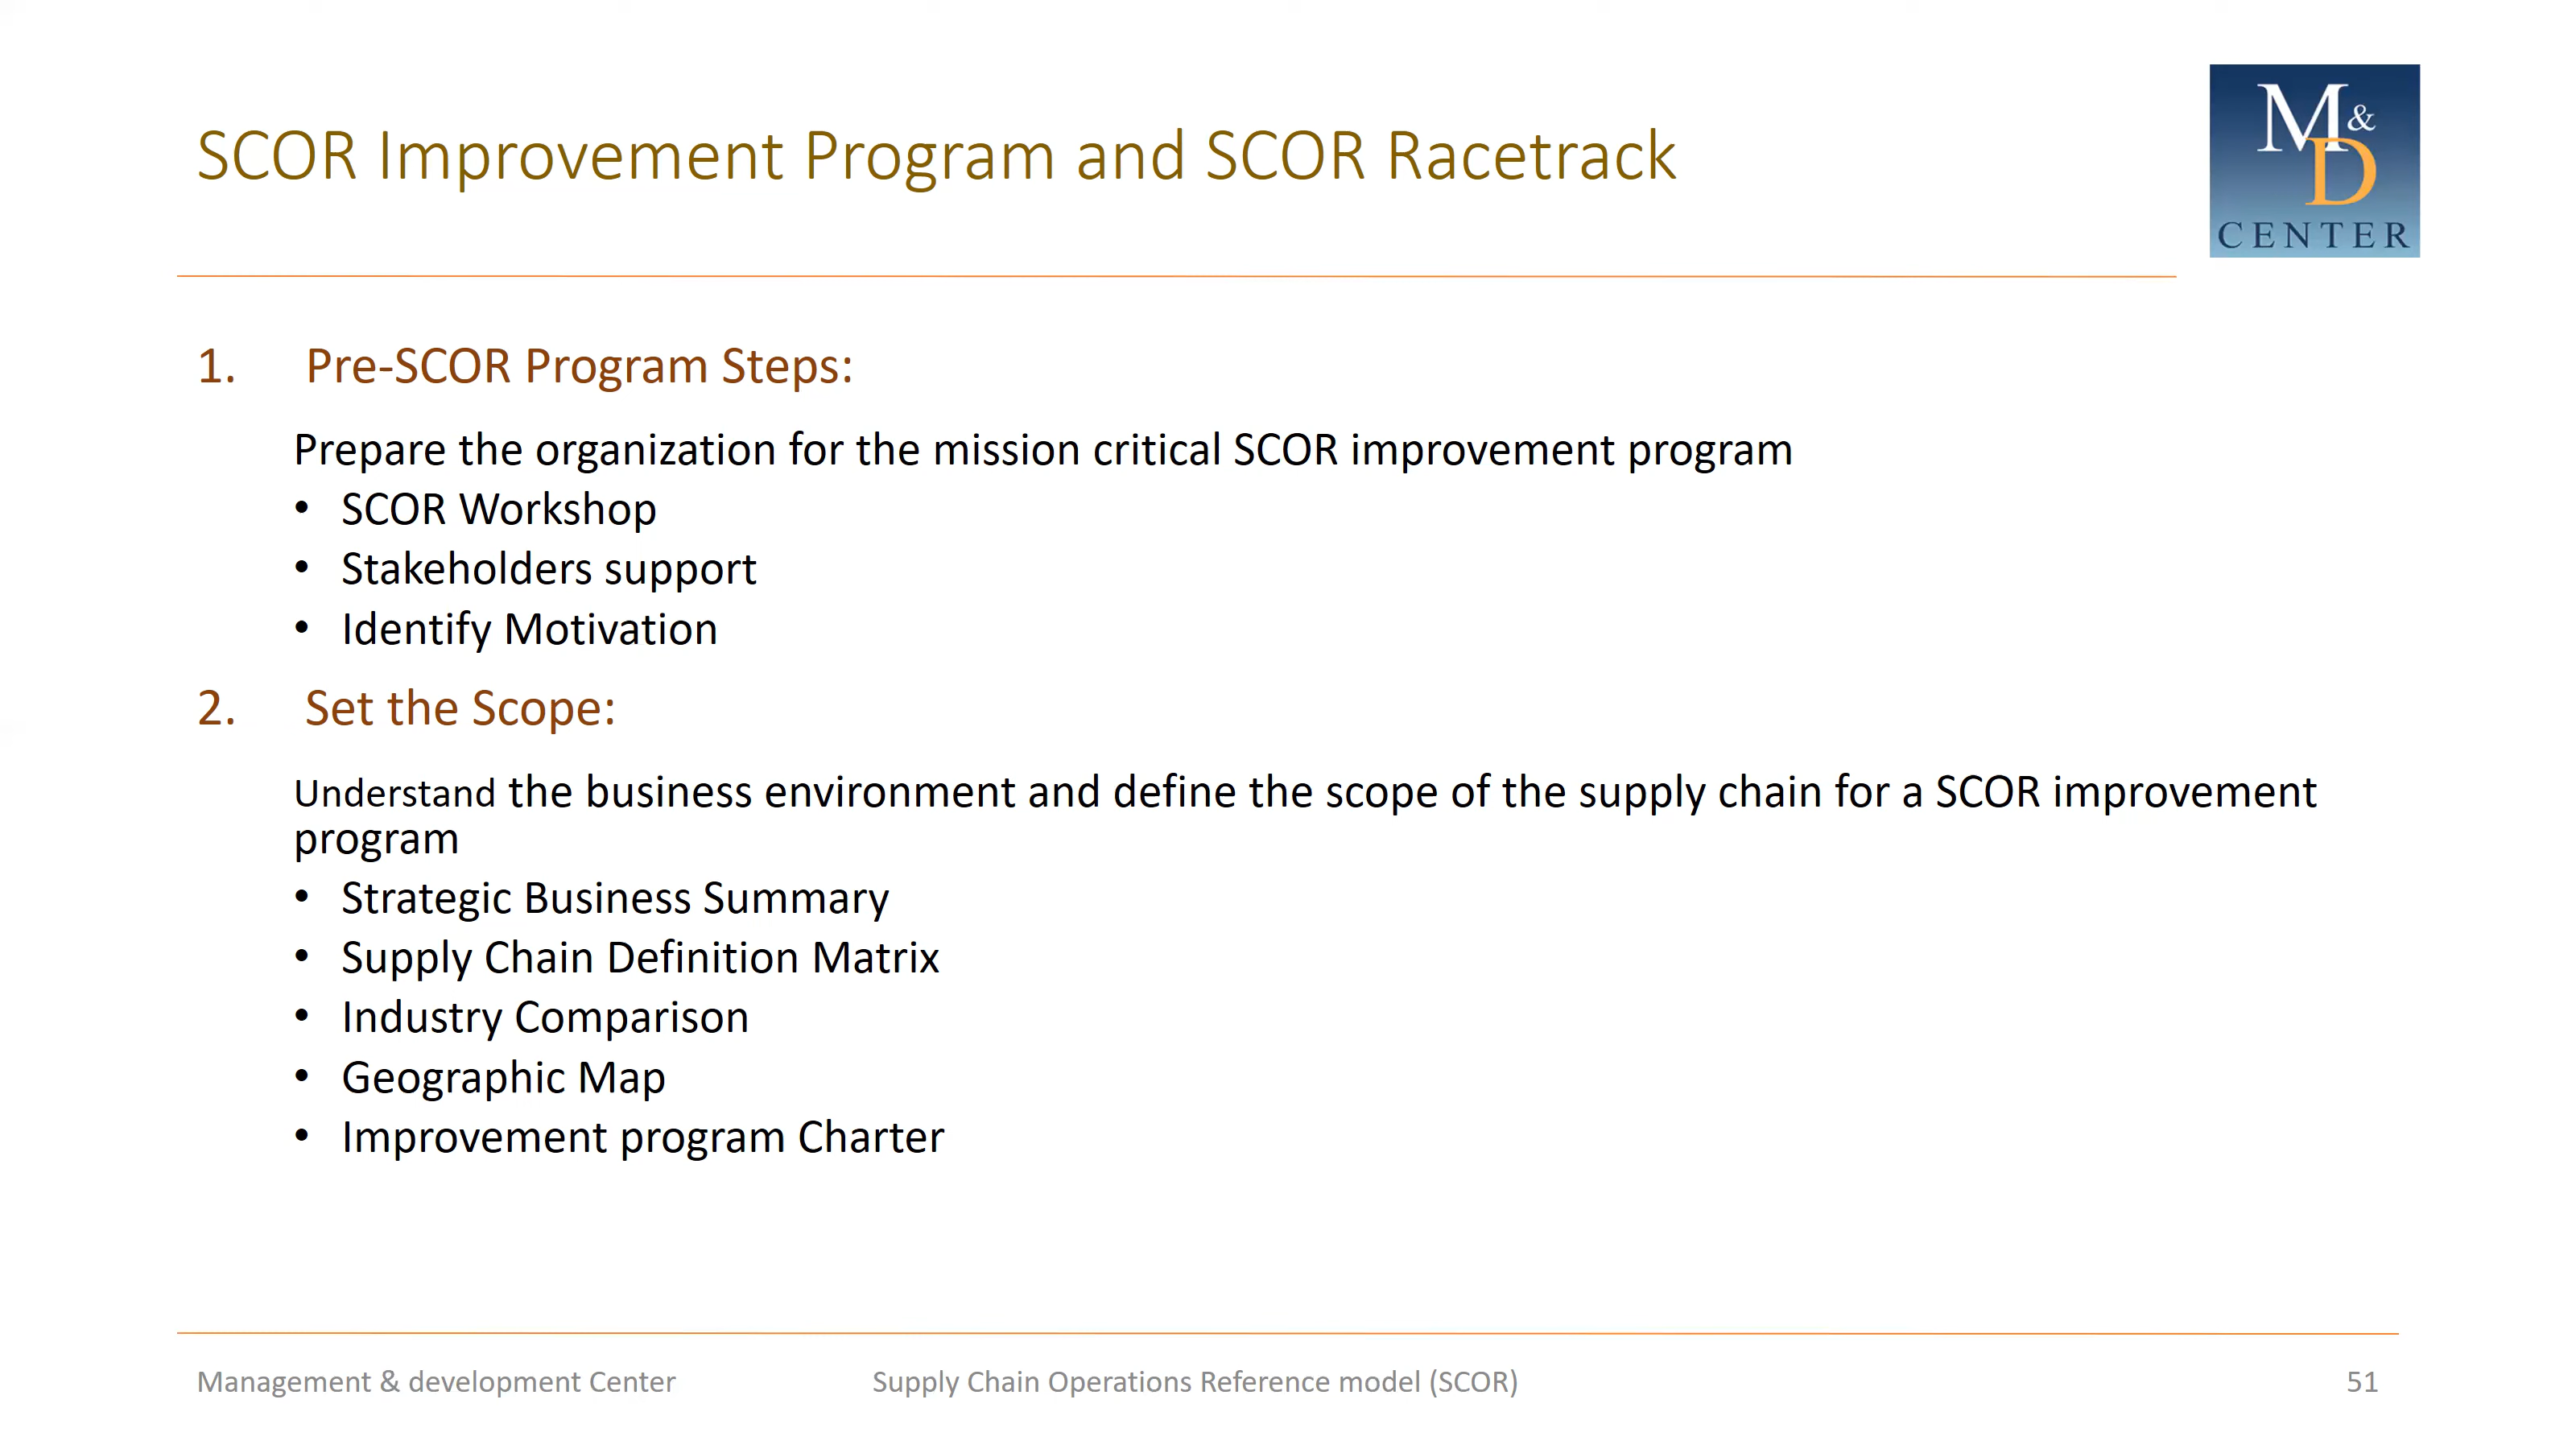 SCOR Improvement Program and SCOR Racetrack
M&D
CENTER
1. Pre-SCOR Program Steps:
Prepare the organization for the mission critical SCOR improvement program
• SCOR Workshop
• Stakeholders support
• Identify Motivation
2. Set the Scope:
Understand the business environment and define the scope of the supply chain for a SCOR improvement
program
• Strategic Business Summary
• Supply Chain Definition Matrix
• Industry Comparison
• Geographic Map
• Improvement program Charter
Management & development Center
Supply Chain Operations Reference model (SCOR)
51